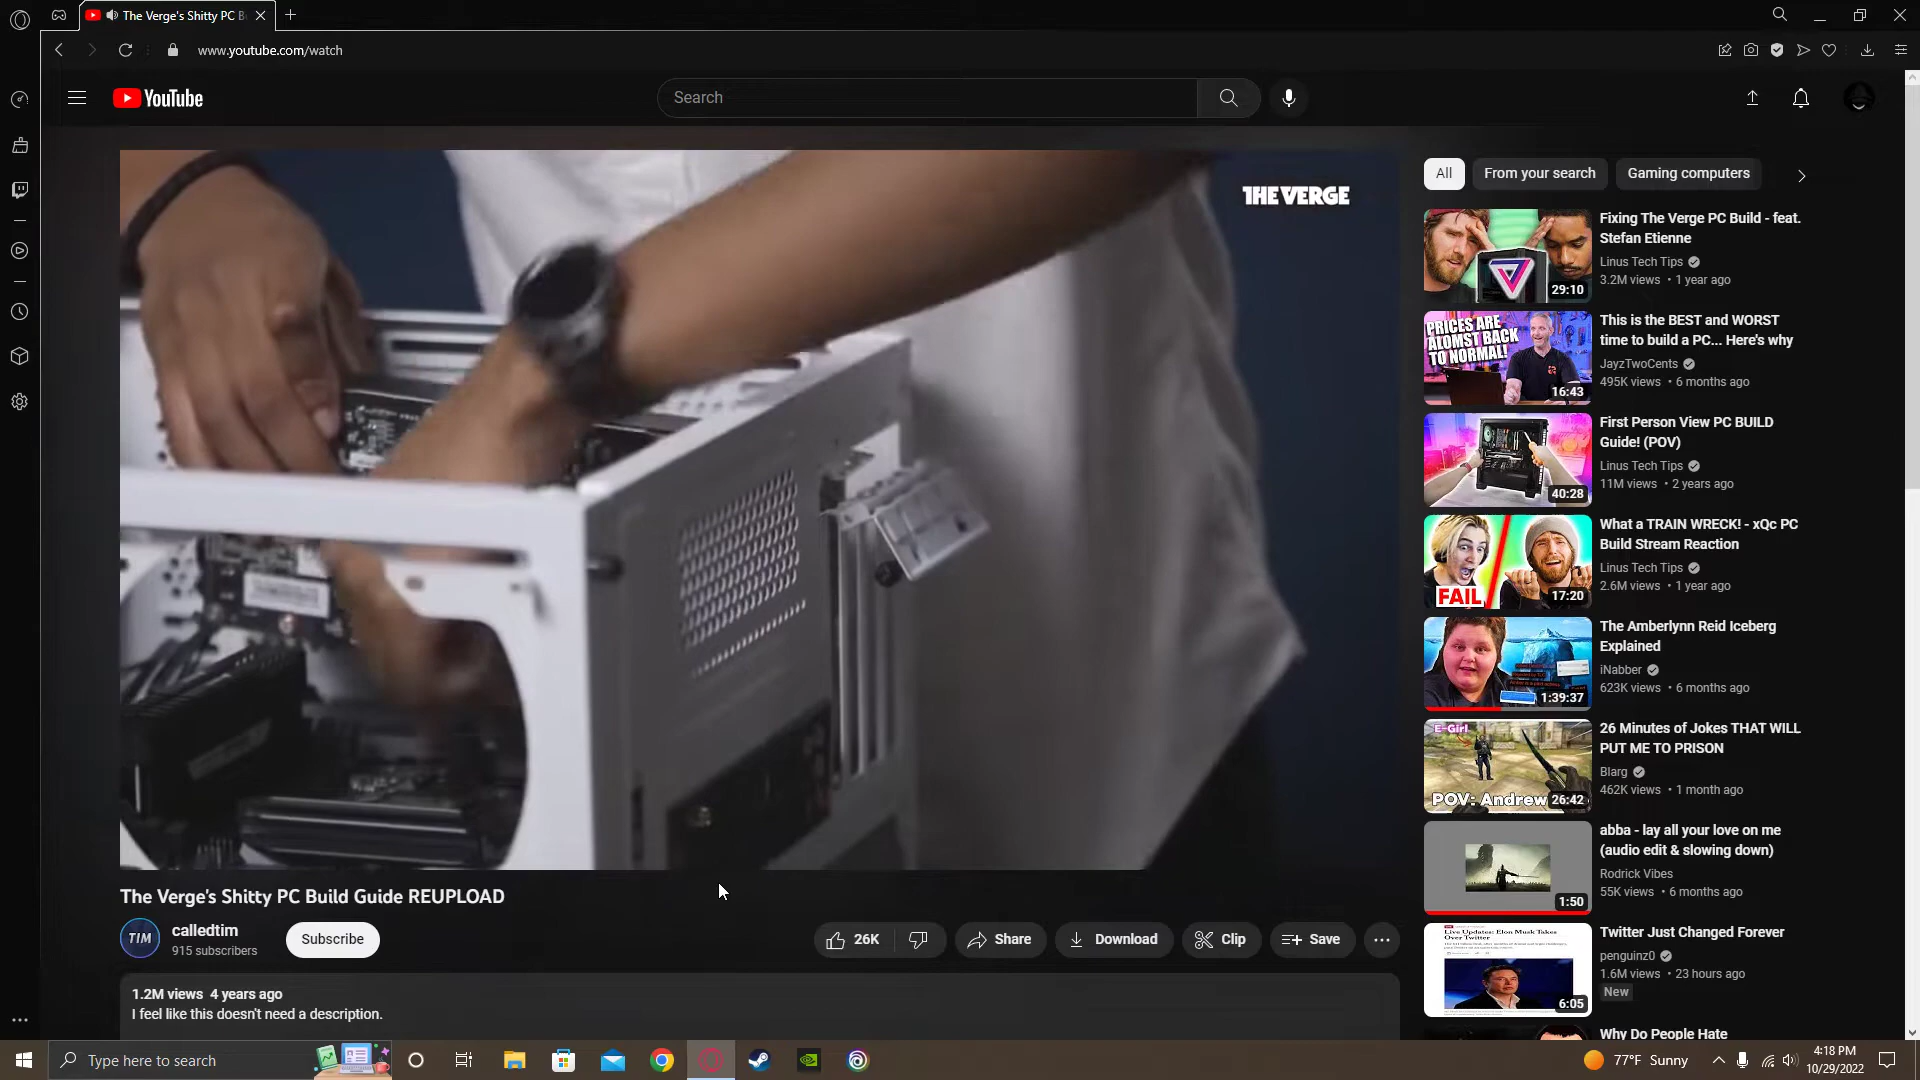 The Verge's Shitty PC B
www.youtube.com/watch
YouTube
Search
THE VERGE
All
From your search
Gaming computers
Fixing The Verge PC Build - feat.
Stefan Etienne
Linus Tech Tips
3.2M views • 1 year ago
29:10
PRICES ARE
ALOMST BACK
TO NORMAL!
16:43
This is the BEST and WORST
time to build a PC... Here's why
JayzTwoCents
495K views • 6 months ago
40:28
First Person View PC BUILD
Guide! (POV)
Linus Tech Tips
11M views • 2 years ago
FAIL
17:20
What a TRAIN WRECK! - xQc PC
Build Stream Reaction
Linus Tech Tips
2.6M views • 1 year ago
1:39:37
The Amberlynn Reid Iceberg
Explained
iNabber
623K views • 6 months ago
E-Girl
POV: Andrew
26:42
26 Minutes of Jokes THAT WILL
PUT ME TO PRISON
Blarg
462K views • 1 month ago
1:50
abba - lay all your love on me
(audio edit & slowing down)
Rodrick Vibes
55K views • 6 months ago
Live Updates: Elon Musk Takes
Over Twitter
6:05
Twitter Just Changed Forever
penguinz0
1.6M views • 23 hours ago
New
Why Do People Hate
The Verge's Shitty PC Build Guide REUPLOAD
TIM
calledtim
915 subscribers
Subscribe
26K
Share
Download
Clip
Save
1.2M views 4 years ago
I feel like this doesn't need a description.
Type here to search
77°F Sunny
4:18 PM
10/29/2022